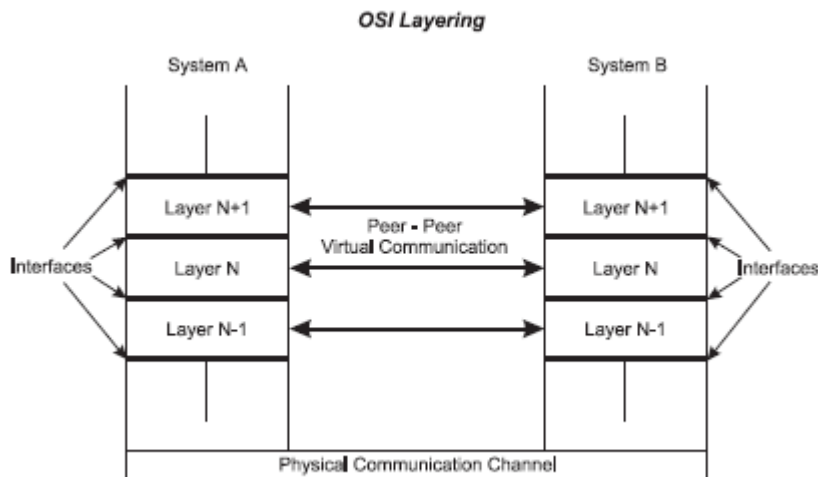 OSI Layering
System A
System B
Layer N+1
Layer N+1
Peer - Peer
Virtual Communication
Interfaces
Layer N
Layer N
Interfaces
Layer N-1
Layer N-1
Physical Communication Channel